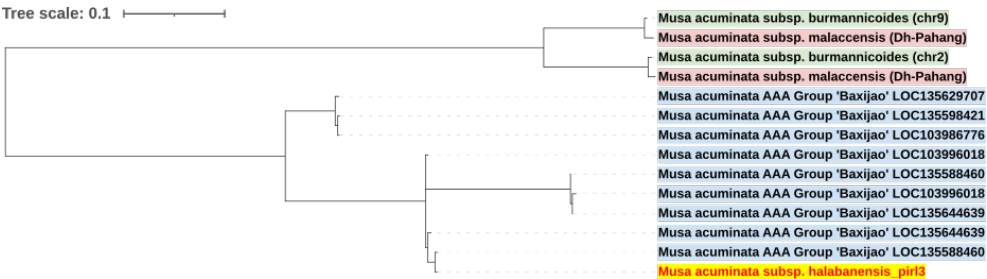 Tree scale: 0.1
Musa acuminata subsp. burmannicoides (chr9)
Musa acuminata subsp. malaccensis (Dh-Pahang)
Musa acuminata subsp. burmannicoides (chr2)
Musa acuminata subsp. malaccensis (Dh-Pahang)
Musa acuminata AAA Group 'Baxijao' LOC135629707
Musa acuminata AAA Group 'Baxijao' LOC135598421
Musa acuminata AAA Group 'Baxijao' LOC103986776
Musa acuminata AAA Group 'Baxijao' LOC103996018
Musa acuminata AAA Group 'Baxijao' LOC135588460
Musa acuminata AAA Group 'Baxijao' LOC103996018
Musa acuminata AAA Group 'Baxijao' LOC135644639
Musa acuminata AAA Group 'Baxijao' LOC135644639
Musa acuminata AAA Group 'Baxijao' LOC135588460
Musa acuminata subsp. halabanensis_pirl3